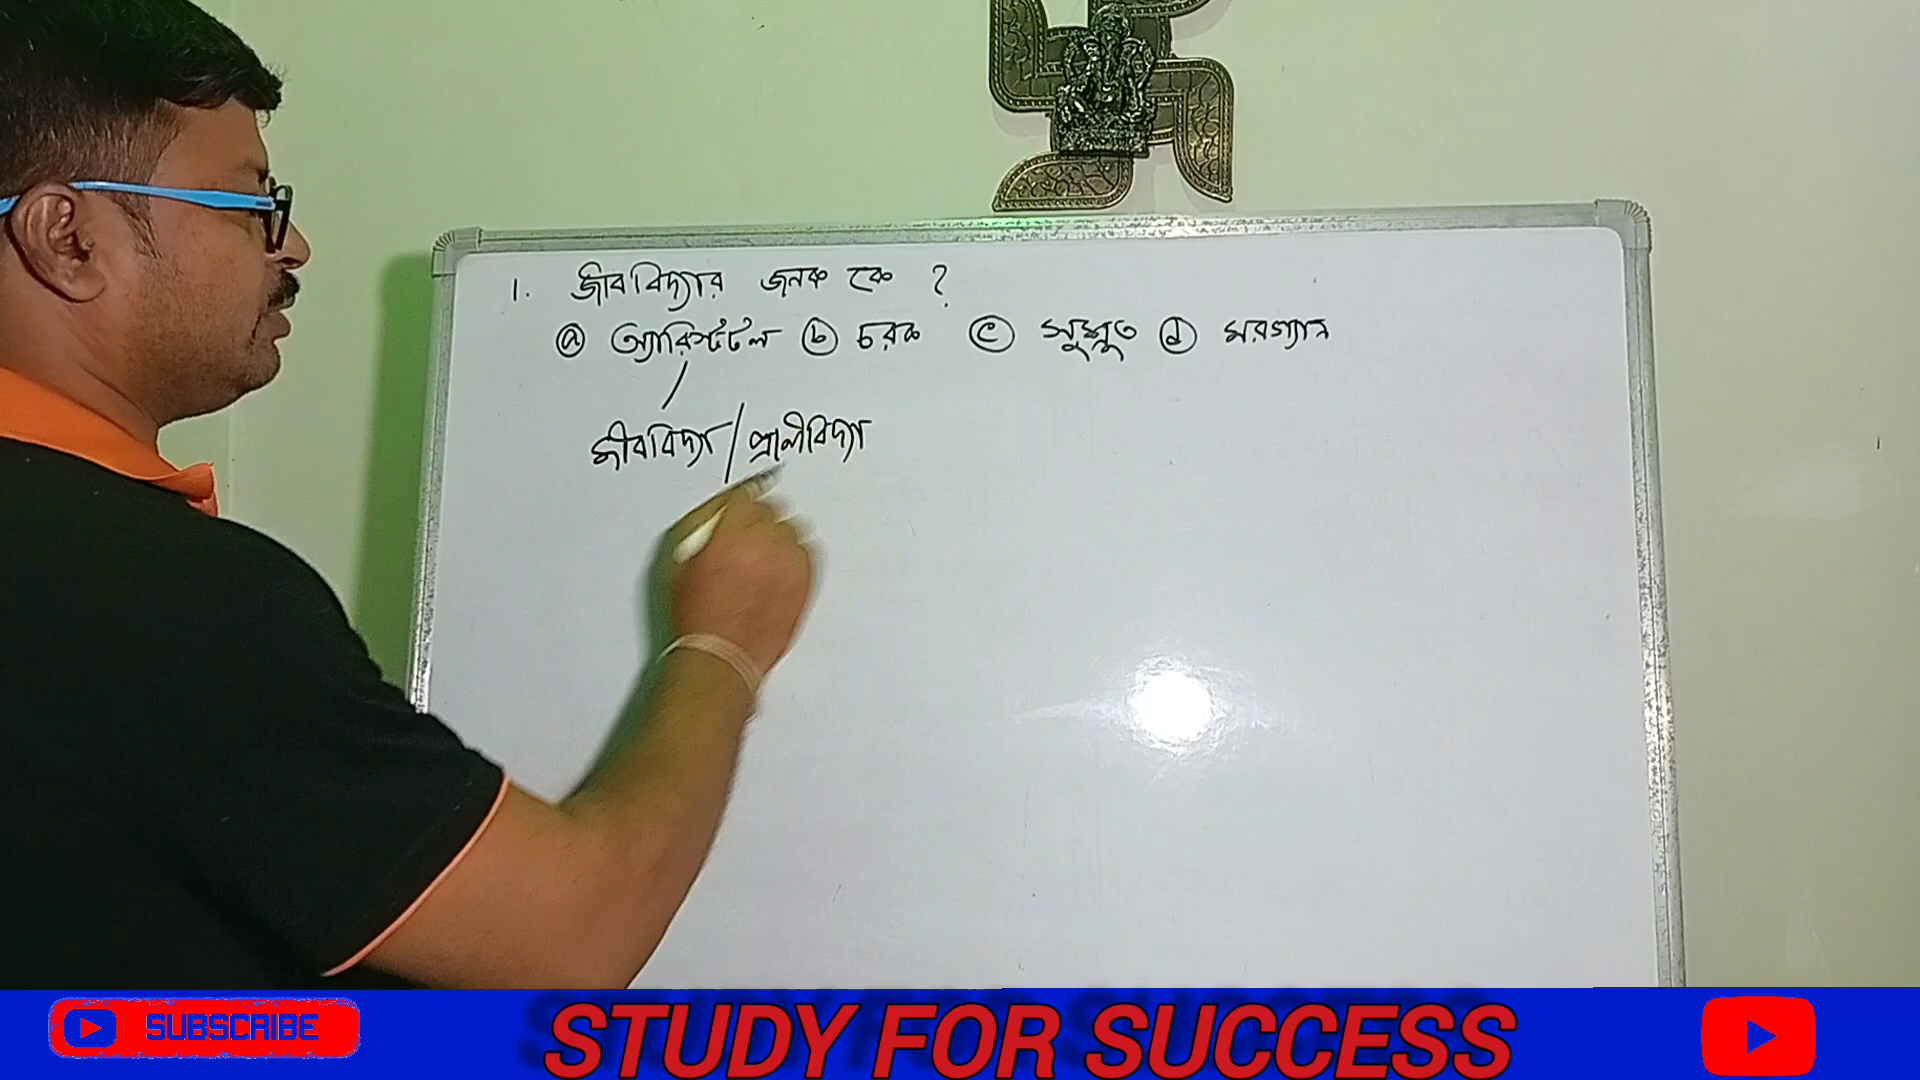 1. জীববিদ্যার জনক কে ?
ⓐ অ্যারিস্টটল ⓑ চরক ⓒ সুশ্রুত ⓓ মরগ্যান
জীববিদ্যা/প্রাণীবিদ্যা
SUBSCRIBE
STUDY FOR SUCCESS